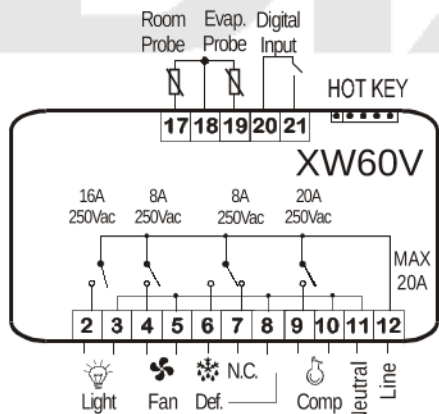 Room Evap. Digital
Probe Probe Input
HOT KEY
17 18 19 20 21
XW60V
16A 8A 8A 20A
250Vac 250Vac 250Vac 250Vac
MAX
20A
2 3 4 5 6 7 8 9 10 11 12
N.C.
Light Fan Def. Comp Neutral Line